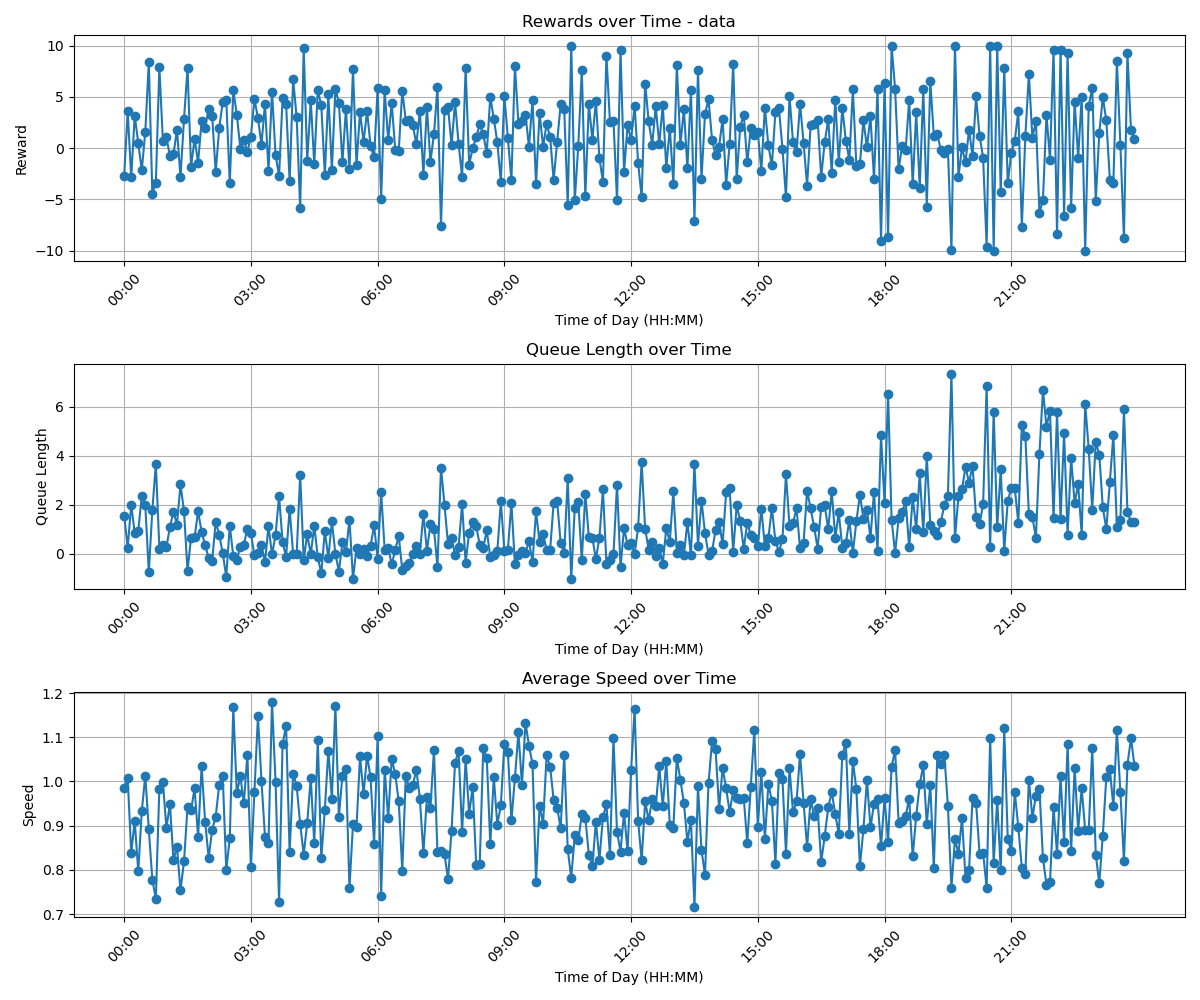 Rewards over Time - data
10
5
0
−5
−10
Reward
00:00 03:00 06:00 09:00 12:00 15:00 18:00 21:00
Time of Day (HH:MM)
Queue Length over Time
6
4
2
0
Queue Length
00:00 03:00 06:00 09:00 12:00 15:00 18:00 21:00
Time of Day (HH:MM)
Average Speed over Time
1.2
1.1
1.0
0.9
0.8
0.7
Speed
00:00 03:00 06:00 09:00 12:00 15:00 18:00 21:00
Time of Day (HH:MM)